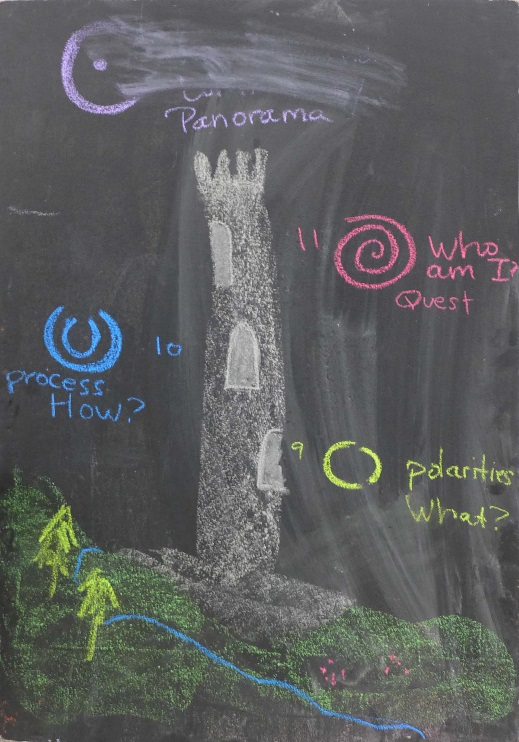 Panorama
11
Who
am I?
Quest
10
process
How?
9
polarities
What?